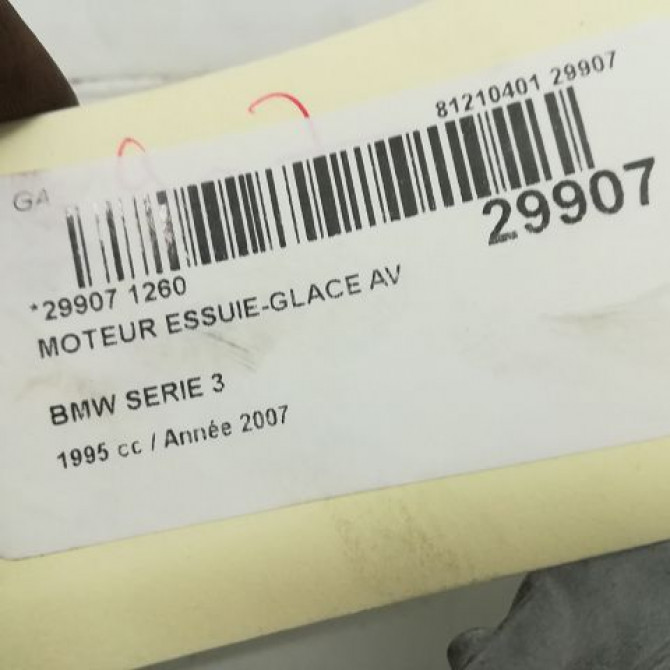 81210401 29907
GA
29907
*29907 1260
MOTEUR ESSUIE-GLACE AV
BMW SERIE 3
1995 cc / Année 2007